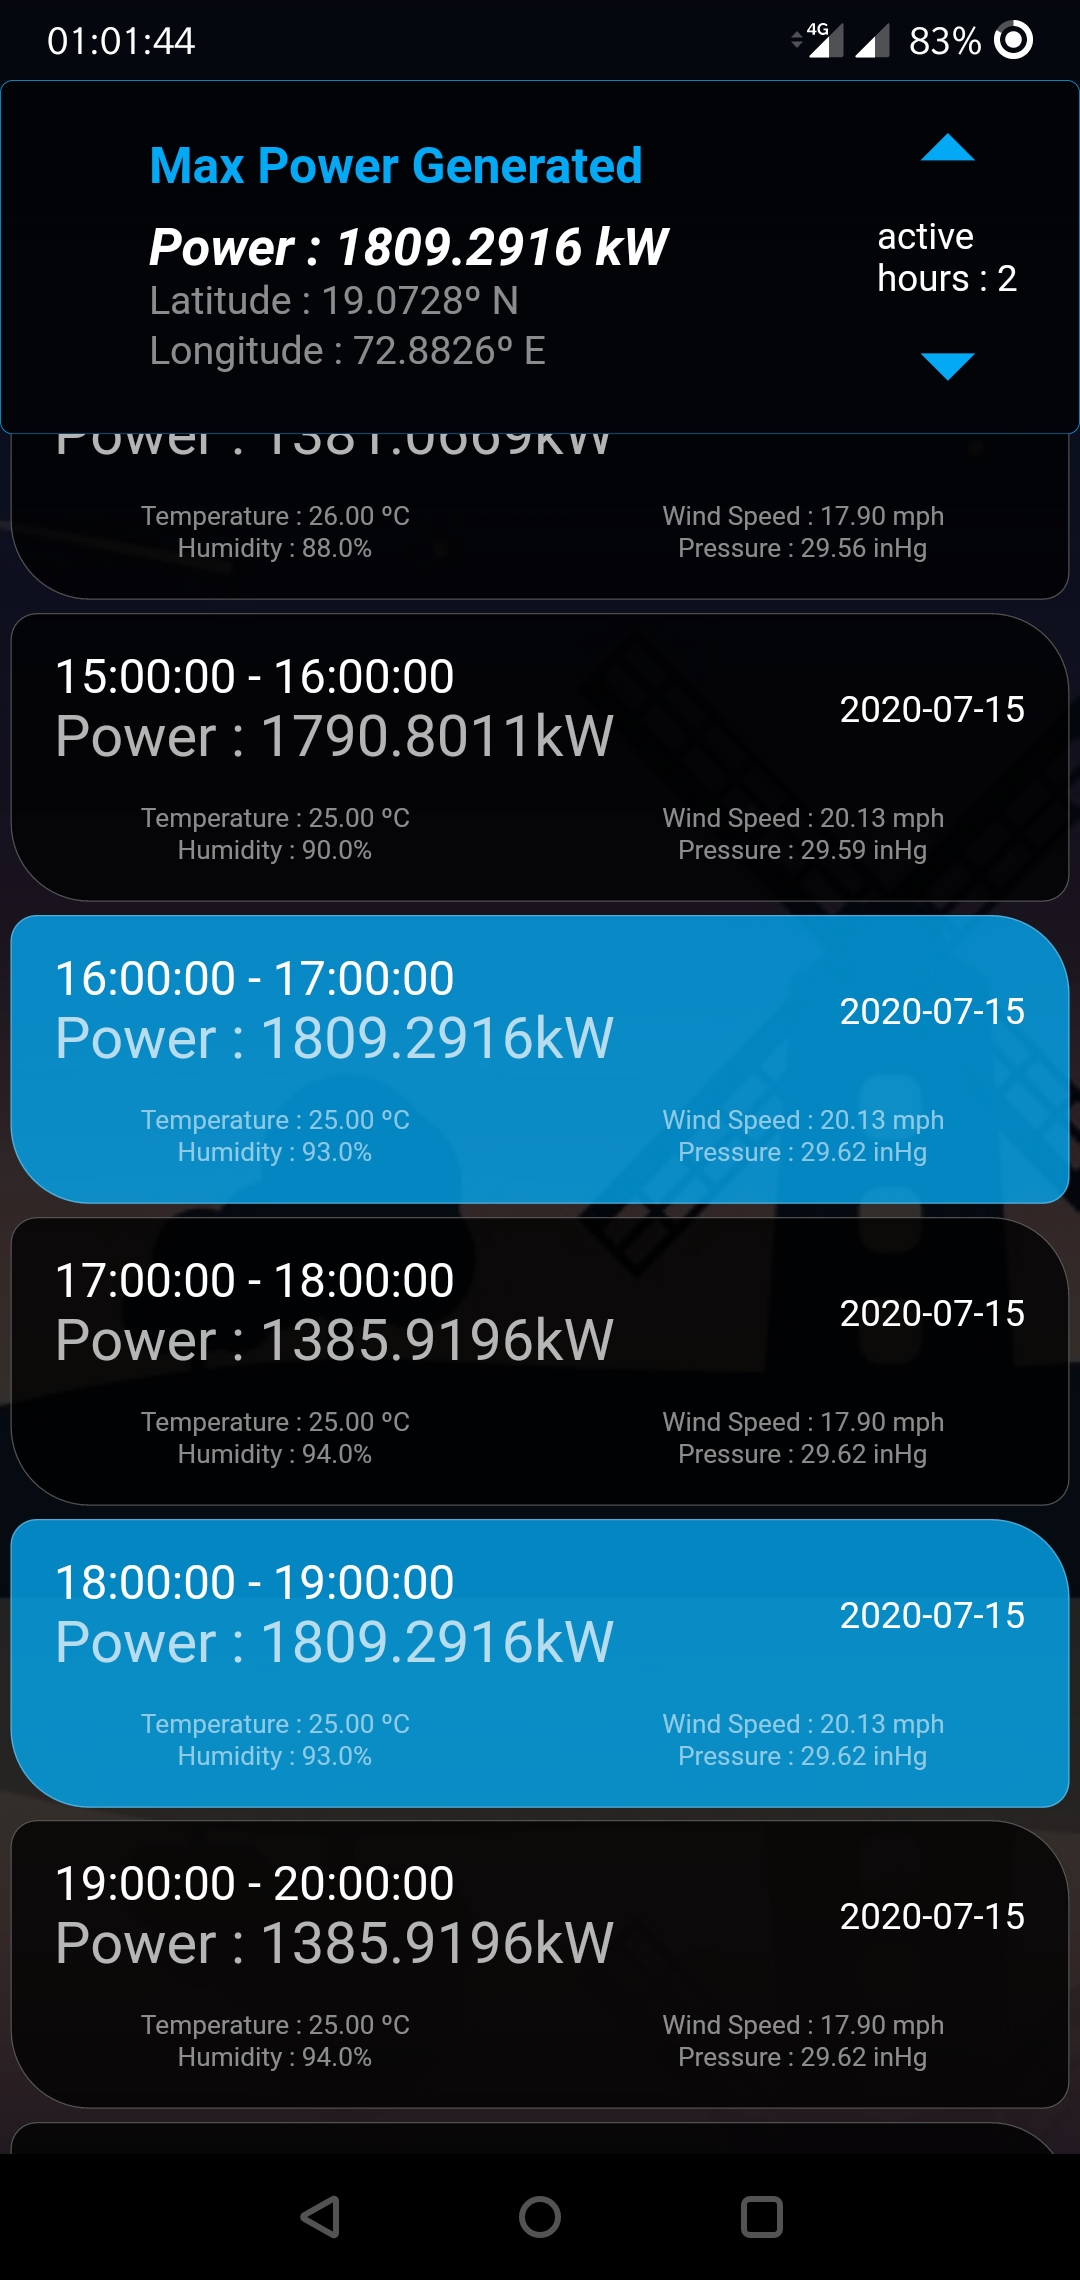 01:01:44
4G
83%
Max Power Generated
Power : 1809.2916 kW
Latitude : 19.0728º N
Longitude : 72.8826º E
active
hours : 2
Power : 1381.0669kW
Temperature : 26.00 ºC
Humidity : 88.0%
Wind Speed : 17.90 mph
Pressure : 29.56 inHg
15:00:00 - 16:00:00
Power : 1790.8011kW
2020-07-15
Temperature : 25.00 ºC
Humidity : 90.0%
Wind Speed : 20.13 mph
Pressure : 29.59 inHg
16:00:00 - 17:00:00
Power : 1809.2916kW
2020-07-15
Temperature : 25.00 ºC
Humidity : 93.0%
Wind Speed : 20.13 mph
Pressure : 29.62 inHg
17:00:00 - 18:00:00
Power : 1385.9196kW
2020-07-15
Temperature : 25.00 ºC
Humidity : 94.0%
Wind Speed : 17.90 mph
Pressure : 29.62 inHg
18:00:00 - 19:00:00
Power : 1809.2916kW
2020-07-15
Temperature : 25.00 ºC
Humidity : 93.0%
Wind Speed : 20.13 mph
Pressure : 29.62 inHg
19:00:00 - 20:00:00
Power : 1385.9196kW
2020-07-15
Temperature : 25.00 ºC
Humidity : 94.0%
Wind Speed : 17.90 mph
Pressure : 29.62 inHg